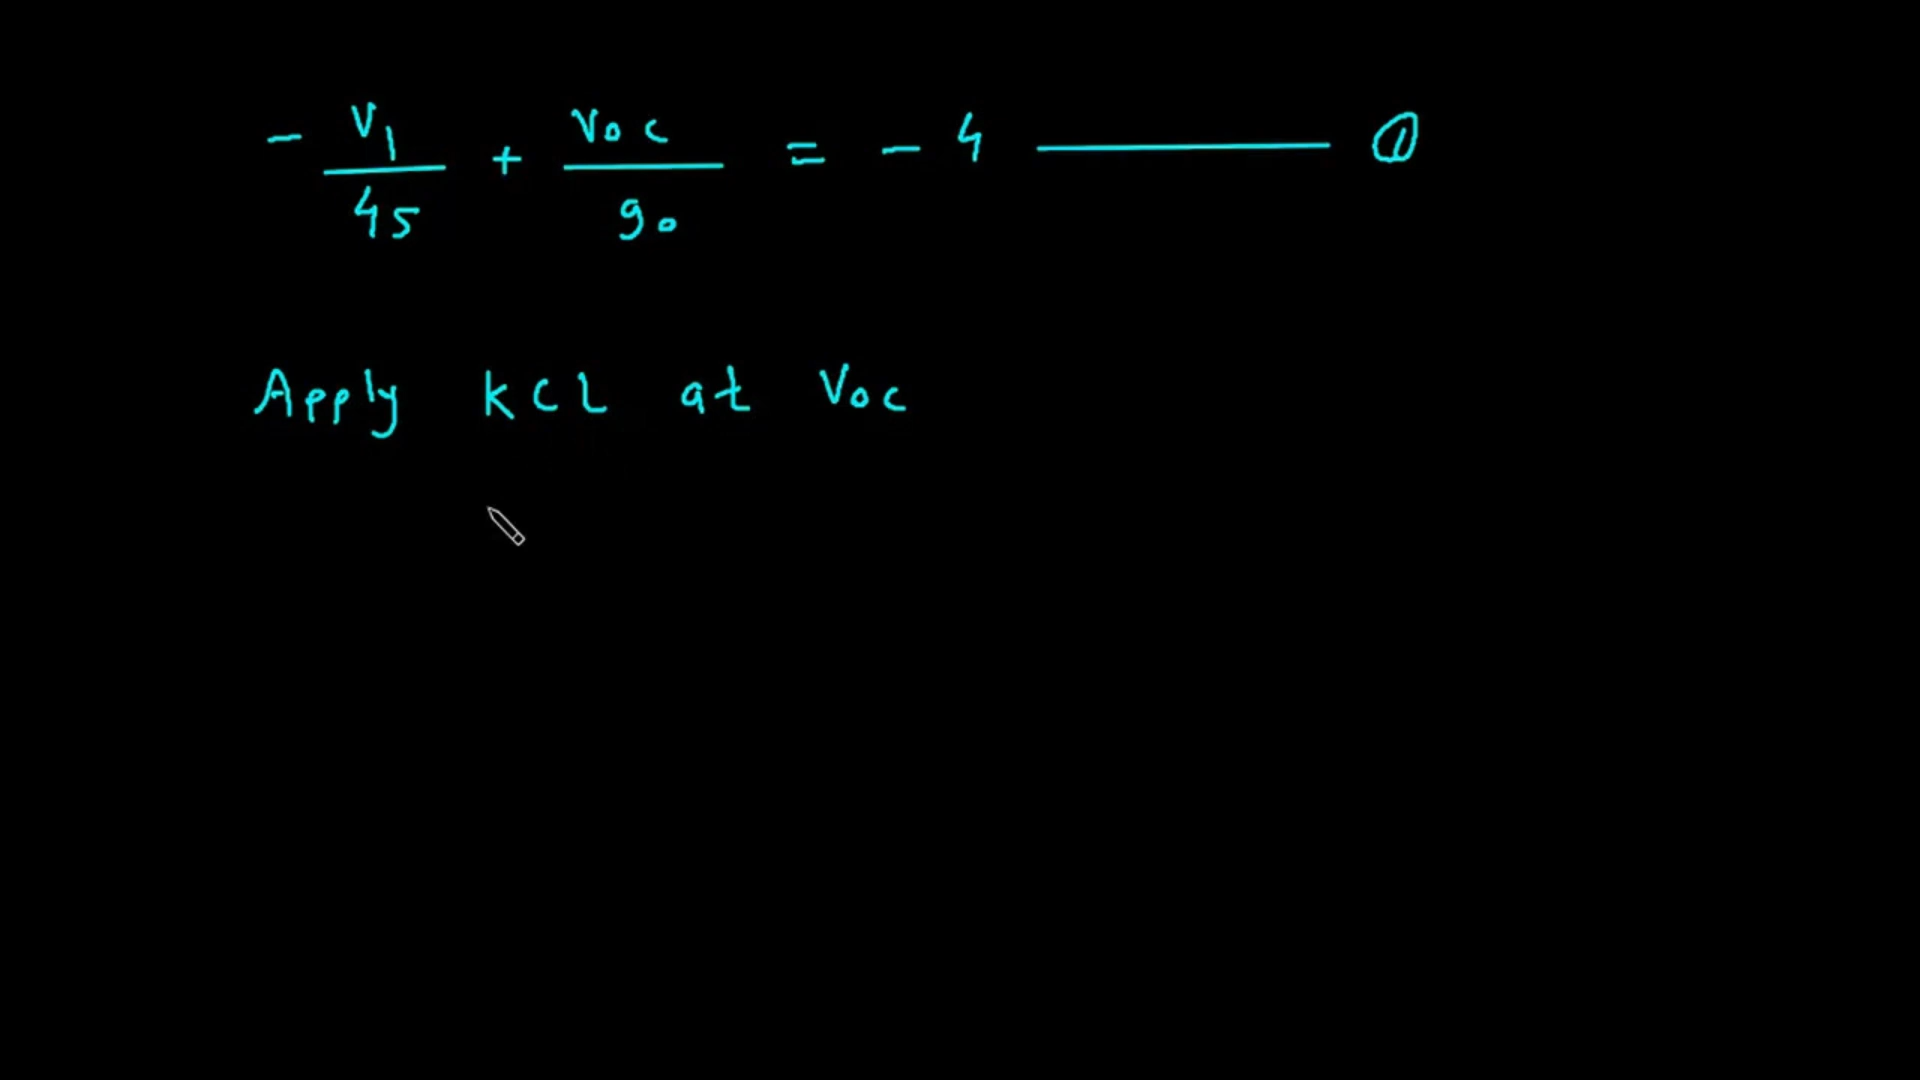 - V1/45 + Voc/90 = - 4 ——— ①
Apply KCL at Voc